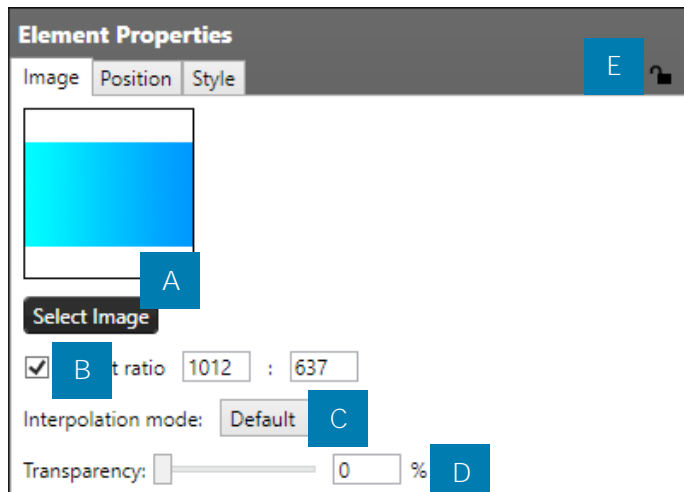 Element Properties
Image Position Style E
A
Select Image
B t ratio 1012 : 637
Interpolation mode: Default C
Transparency: 0 % D